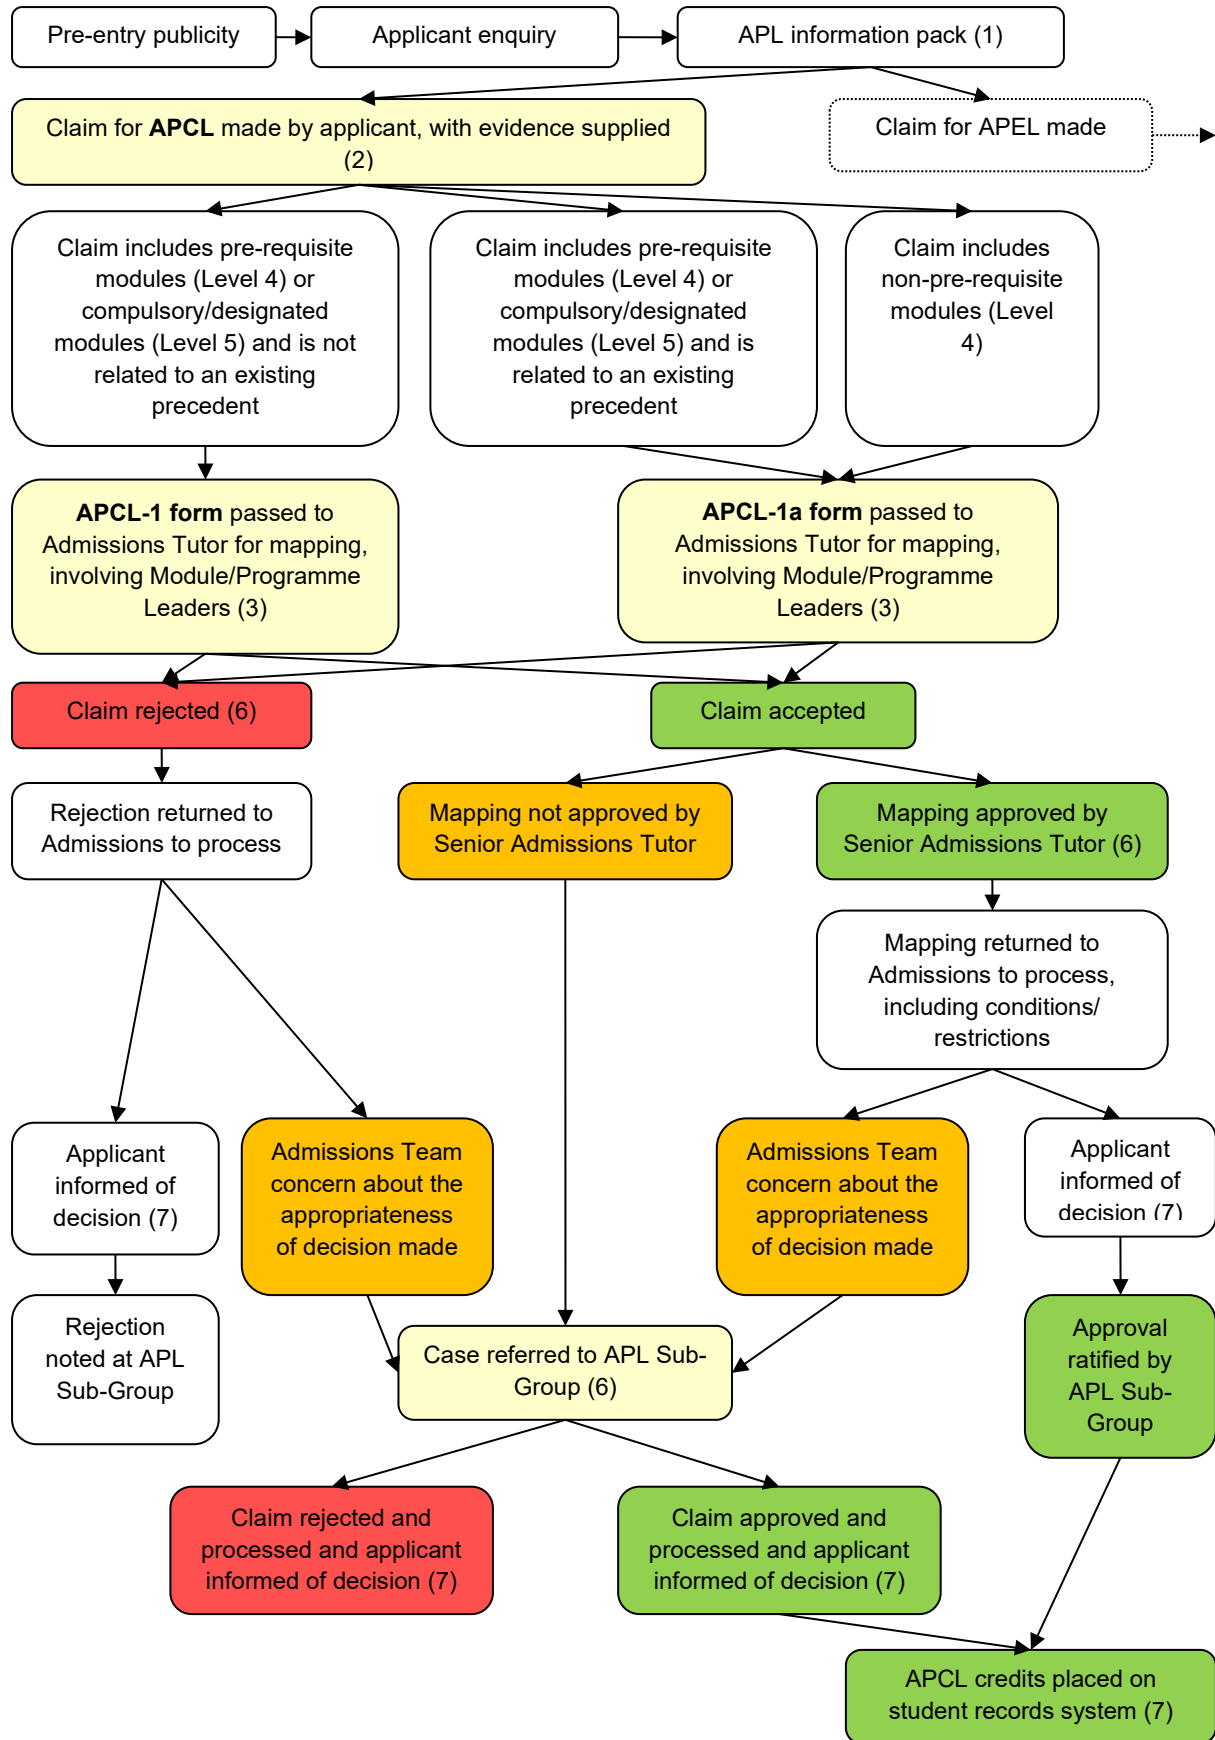 Pre-entry publicity
Applicant enquiry
APL information pack (1)
Claim for APCL made by applicant, with evidence supplied
(2)
Claim for APEL made
Claim includes pre-requisite
modules (Level 4) or
compulsory/designated
modules (Level 5) and is not
related to an existing
precedent
Claim includes pre-requisite
modules (Level 4) or
compulsory/designated
modules (Level 5) and is
related to an existing
precedent
Claim includes
non-pre-requisite
modules (Level
4)
APCL-1 form passed to
Admissions Tutor for mapping,
involving Module/Programme
Leaders (3)
APCL-1a form passed to
Admissions Tutor for mapping,
involving Module/Programme
Leaders (3)
Claim rejected (6)
Claim accepted
Rejection returned to
Admissions to process
Mapping not approved by
Senior Admissions Tutor
Mapping approved by
Senior Admissions Tutor (6)
Mapping returned to
Admissions to process,
including conditions/
restrictions
Applicant
informed of
decision (7)
Admissions Team
concern about the
appropriateness
of decision made
Admissions Team
concern about the
appropriateness
of decision made
Applicant
informed of
decision (7)
Rejection
noted at APL
Sub-Group
Case referred to APL Sub-
Group (6)
Approval
ratified by
APL Sub-
Group
Claim rejected and
processed and applicant
informed of decision (7)
Claim approved and
processed and applicant
informed of decision (7)
APCL credits placed on
student records system (7)